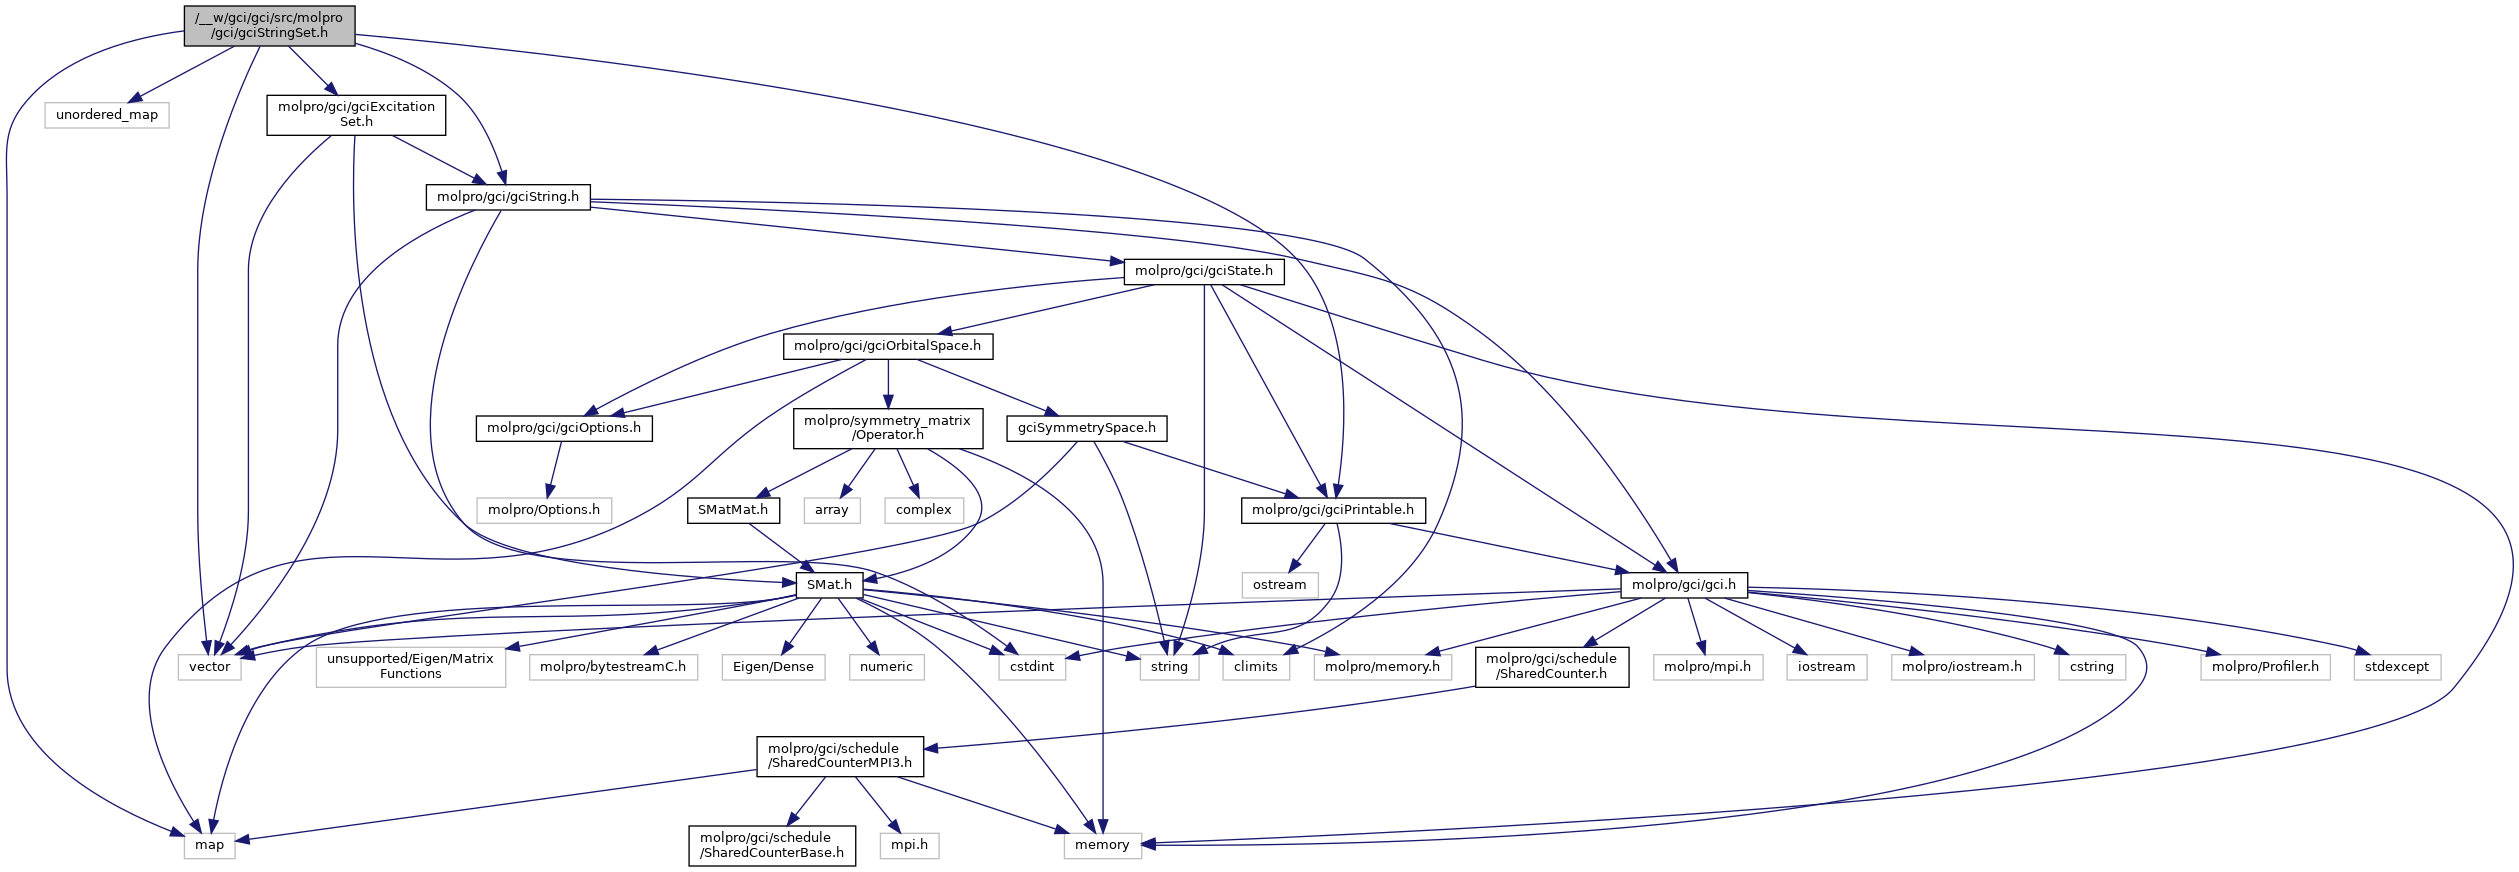 /__w/gci/gci/src/molpro
/gci/gciStringSet.h
unordered_map
molpro/gci/gciExcitation
Set.h
molpro/gci/gciString.h
molpro/gci/gciState.h
molpro/gci/gciOrbitalSpace.h
molpro/gci/gciOptions.h
molpro/symmetry_matrix
/Operator.h
gciSymmetrySpace.h
molpro/Options.h
SMatMat.h
array
complex
molpro/gci/gciPrintable.h
SMat.h
ostream
molpro/gci/gci.h
vector
unsupported/Eigen/Matrix
Functions
molpro/bytestreamC.h
Eigen/Dense
numeric
cstdint
string
climits
molpro/memory.h
molpro/gci/schedule
/SharedCounter.h
molpro/mpi.h
iostream
molpro/iostream.h
cstring
molpro/Profiler.h
stdexcept
molpro/gci/schedule
/SharedCounterMPI3.h
map
molpro/gci/schedule
/SharedCounterBase.h
mpi.h
memory